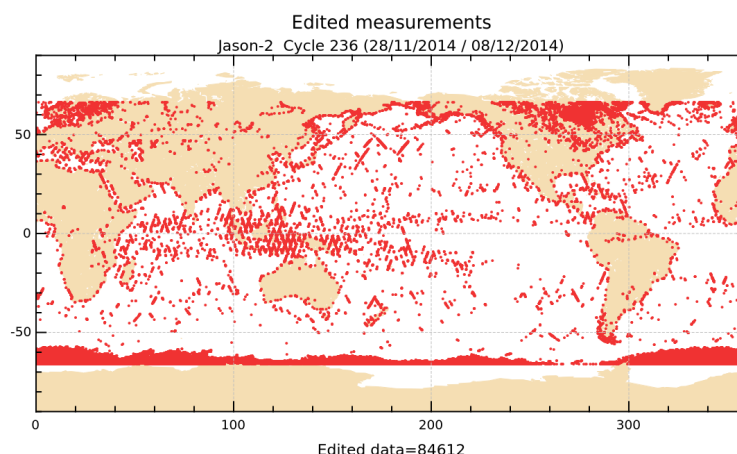 Edited measurements
Jason-2 Cycle 236 (28/11/2014 / 08/12/2014)
50
0
-50
0 100 200 300
Edited data=84612